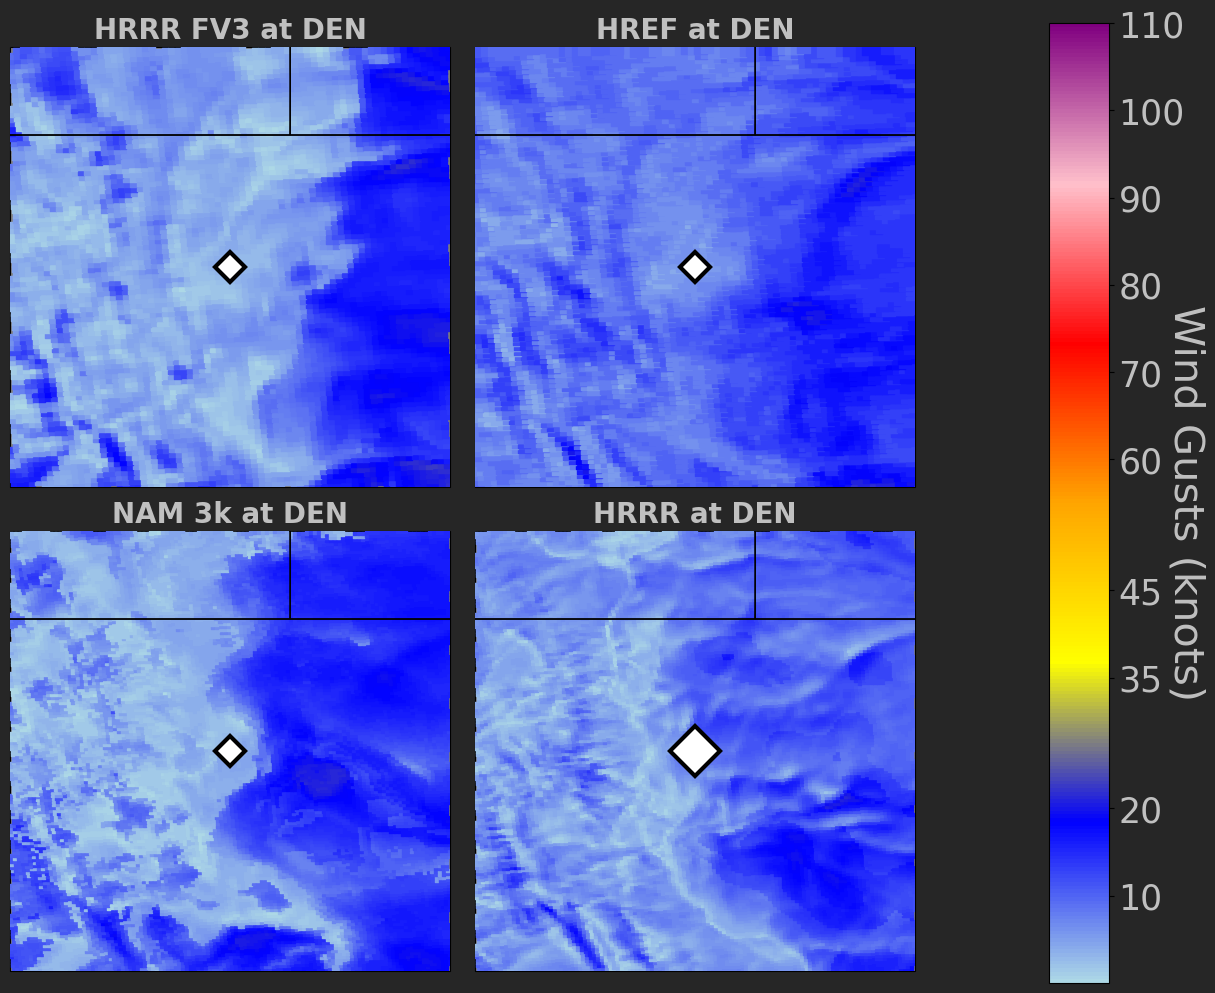 HRRR FV3 at DEN
HREF at DEN
NAM 3k at DEN
HRRR at DEN
110
100
90
80
70
60
45
35
20
10
Wind Gusts (knots)